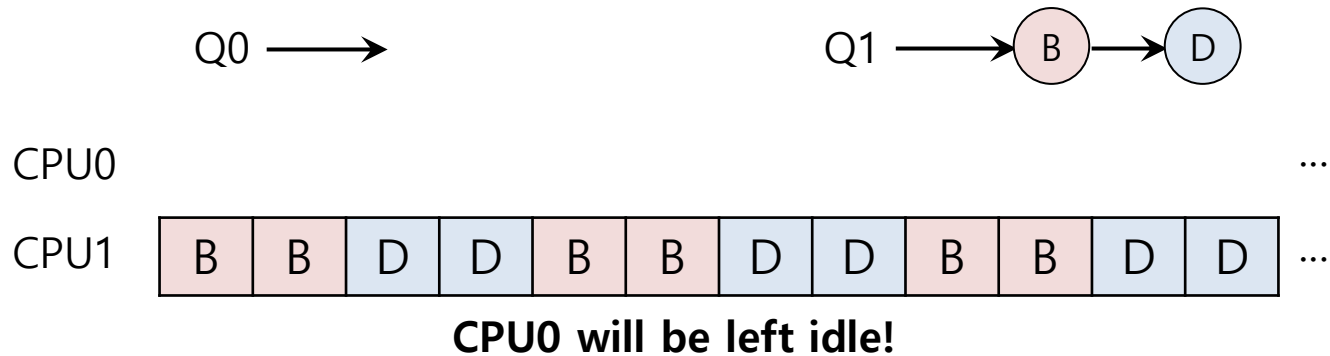 Q0 Q1 B D
CPU0 ...
CPU1 B B D D B B D D B B D D ...
CPU0 will be left idle!